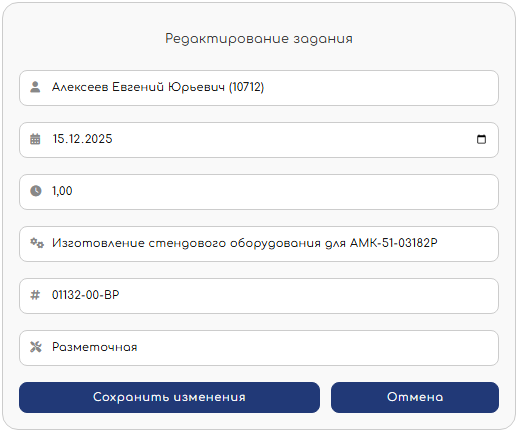 Редактирование задания
Алексеев Евгений Юрьевич (10712)
15.12.2025
1,00
Изготовление стендового оборудования для АМК-51-03182Р
01132-00-ВР
Разметочная
Сохранить изменения
Отмена